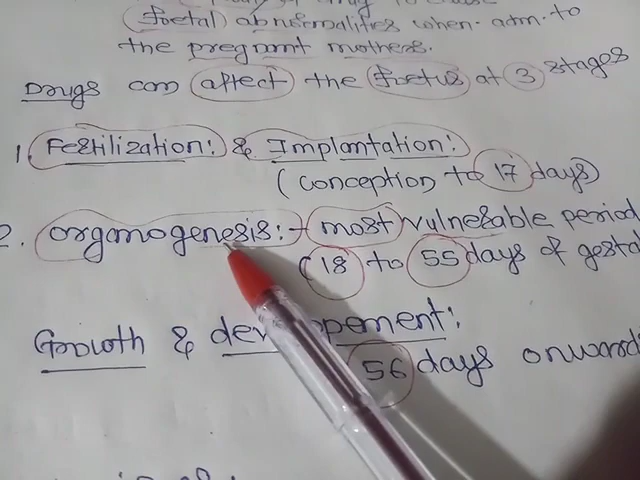 (foetal) abnormalities when adm. to
the pregnant mothers.
Drugs can affect the foetus at 3 stages
1. Fertilization: & Implantation:
(conception to 17 days)
2. Organogenesis:- most vulnerable period
(18 to 55 days of gesta
Growth & developement:
56 days onward